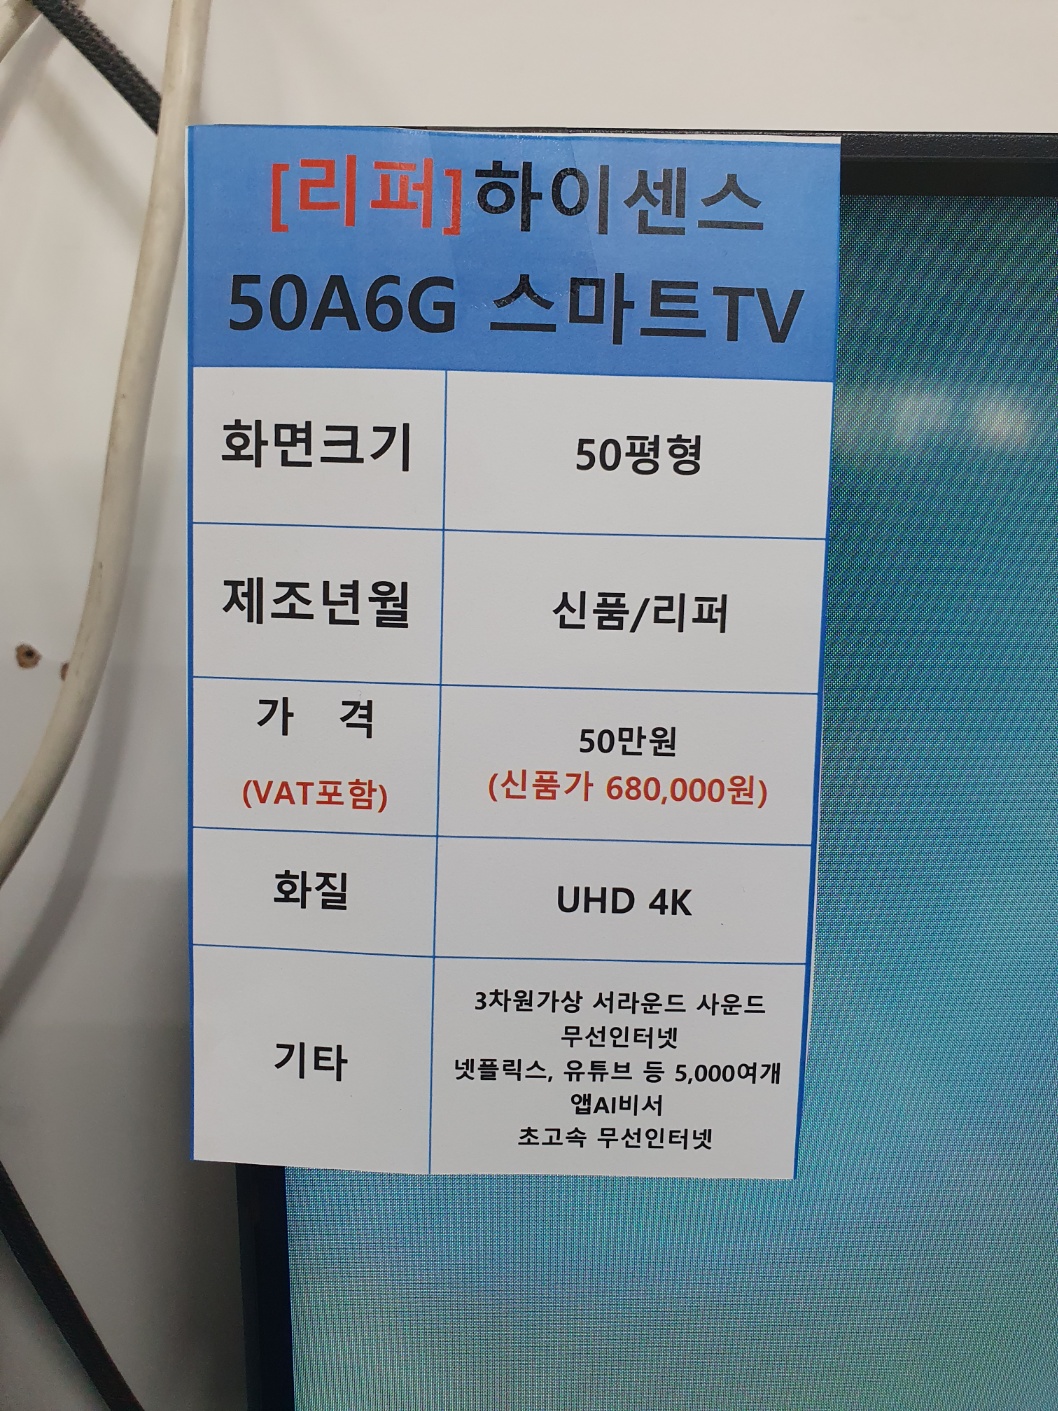 [리퍼]하이센스
50A6G 스마트TV
화면크기 50평형
제조년월 신품/리퍼
가 격
(VAT포함)
50만원
(신품가 680,000원)
화질 UHD 4K
기타
3차원가상 서라운드 사운드
무선인터넷
넷플릭스, 유튜브 등 5,000여개
앱AI비서
초고속 무선인터넷